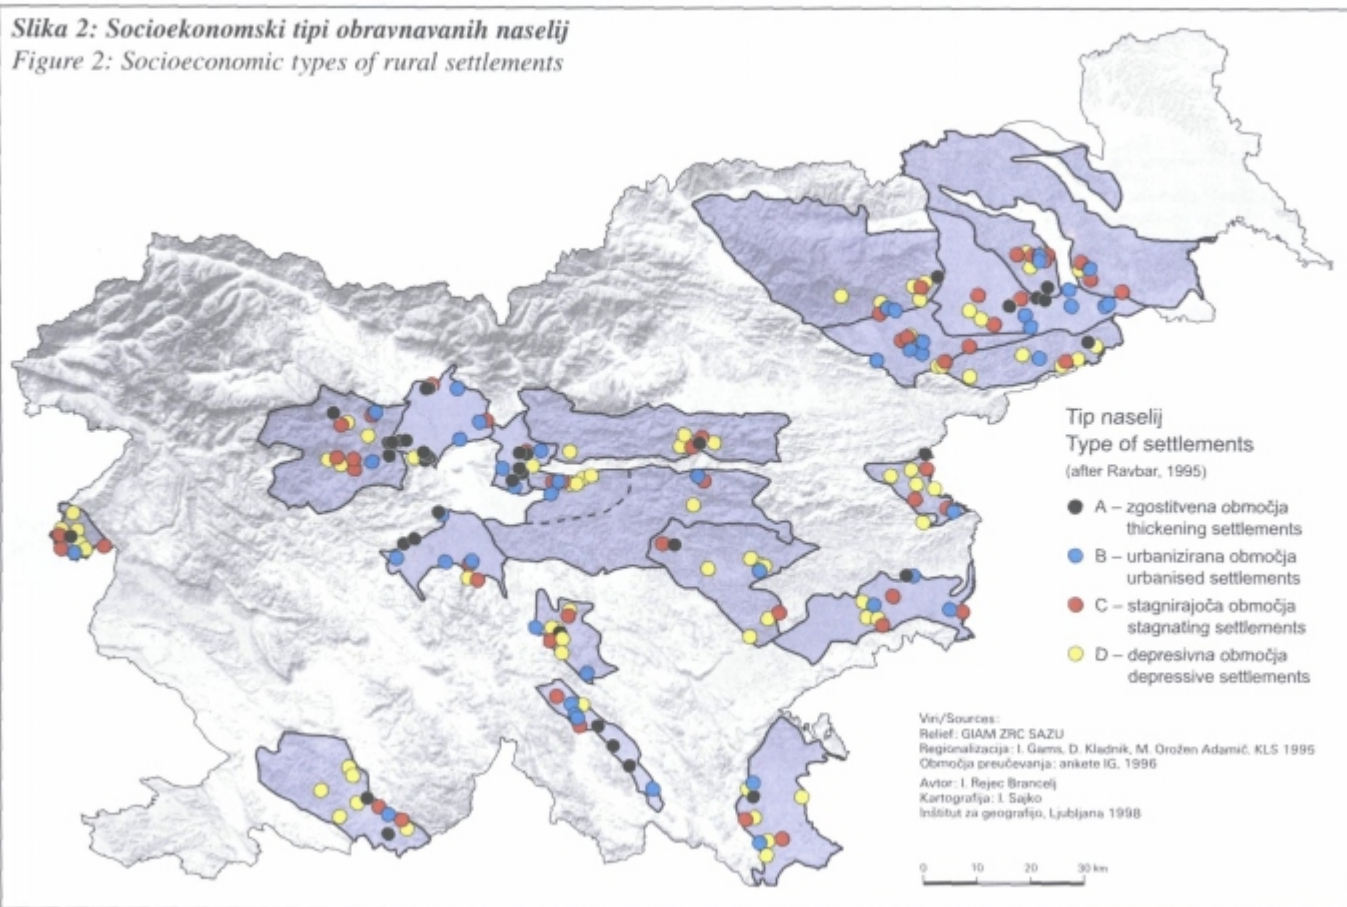 Slika 2: Socioekonomski tipi obravnavanih naselij
Figure 2: Socioeconomic types of rural settlements
Tip naselij
Type of settlements
(after Ravbar, 1995)
A – zgostitvena območja
thickening settlements
B – urbanizirana območja
urbanised settlements
C – stagnirajoča območja
stagnating settlements
D – depresivna območja
depressive settlements
Viri/Sources:
Relief: GIAM ZRC SAZU
Regionalizacija: I. Gams, D. Kladnik, M. Orožen Adamič, KLS 1995
Območja preučevanja: ankete IG, 1996
Avtor: I. Rejec Brancelj
Kartografija: I. Sajko
Inštitut za geografijo, Ljubljana 1998
0 10 20 30 km